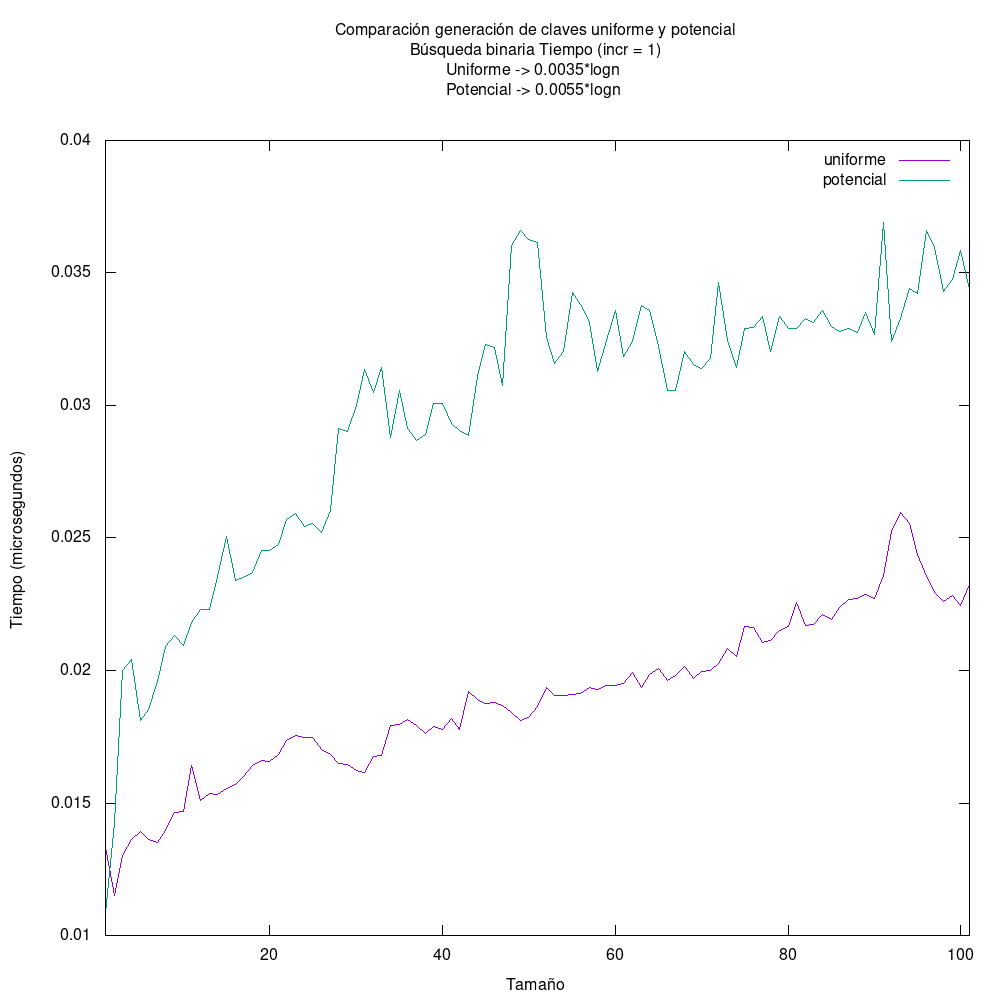 Comparación generación de claves uniforme y potencial
Búsqueda binaria Tiempo (incr = 1)
Uniforme -> 0.0035*logn
Potencial -> 0.0055*logn
uniforme
potencial
0.04
0.035
0.03
0.025
0.02
0.015
0.01
Tiempo (microsegundos)
20
40
60
80
100
Tamaño